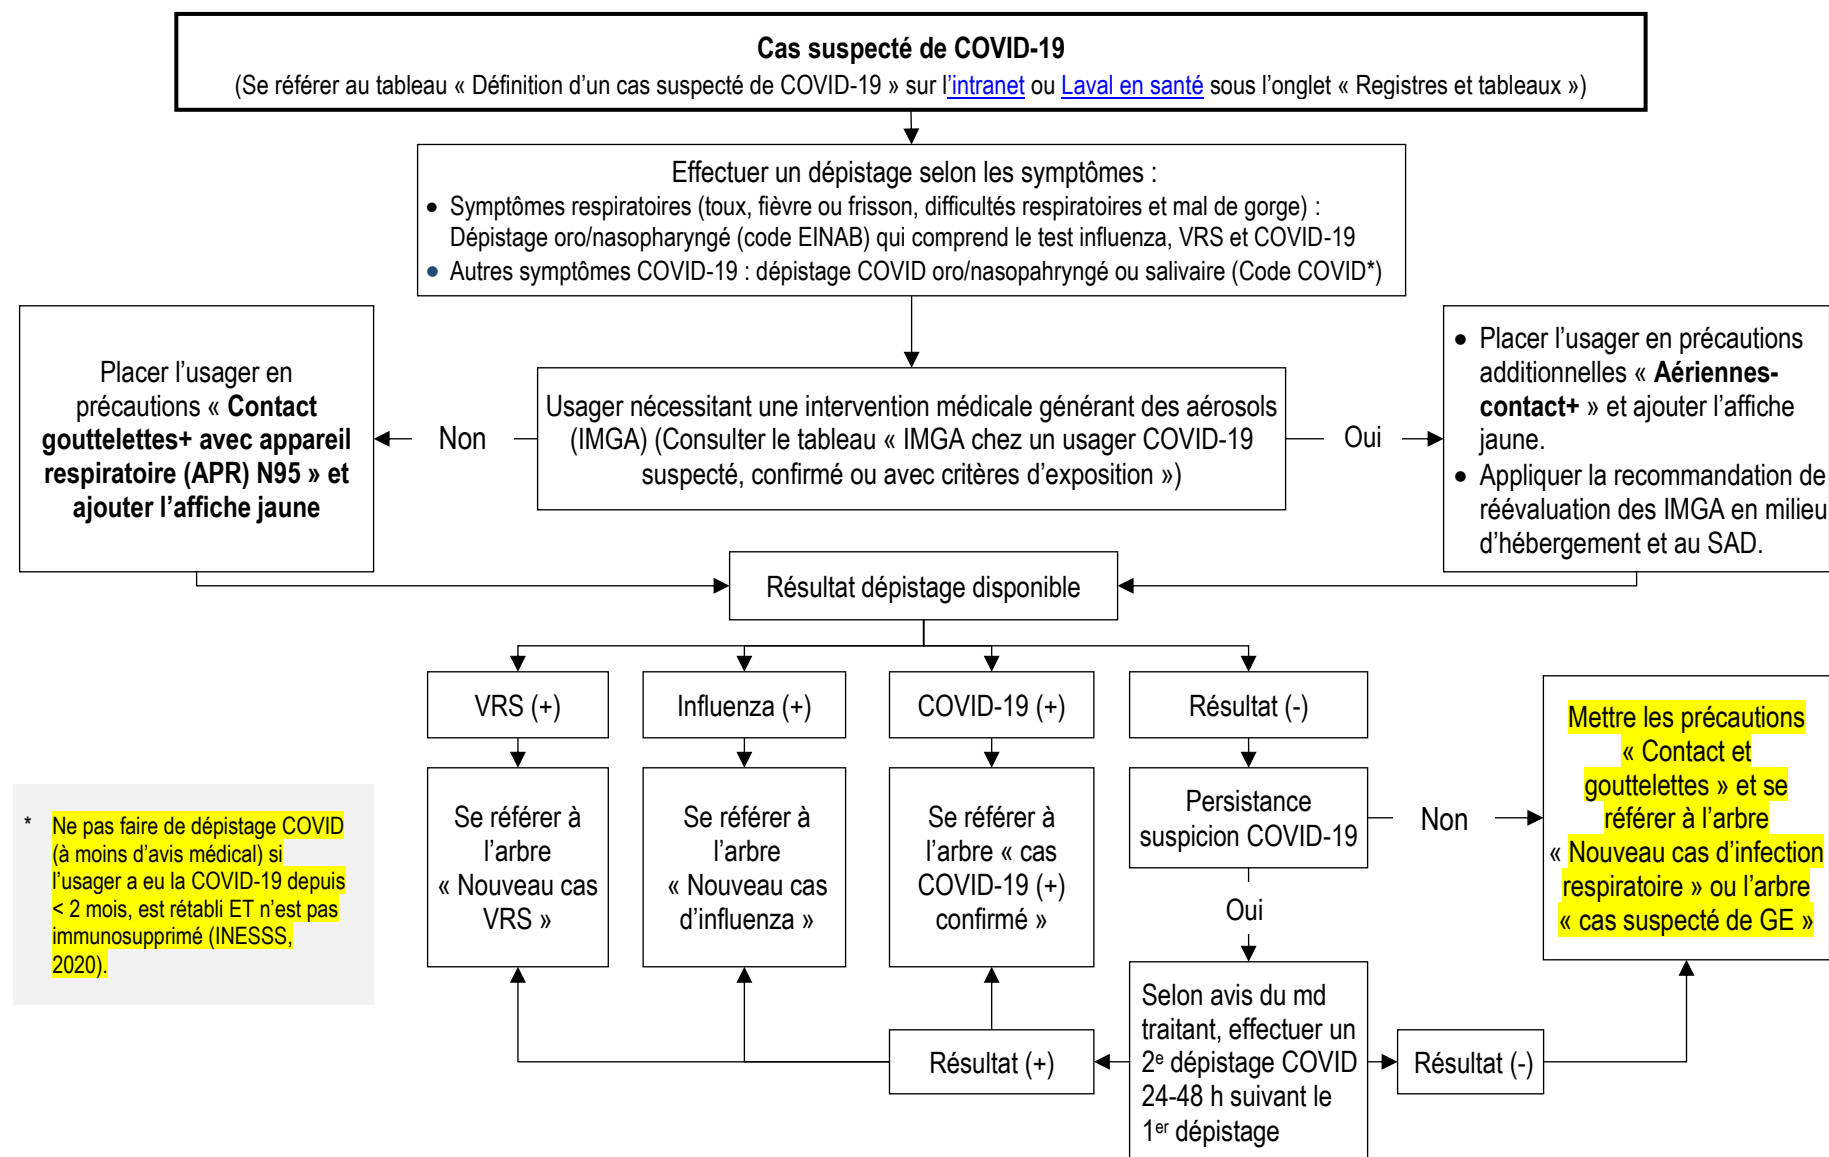 Cas suspecté de COVID-19
(Se référer au tableau « Définition d’un cas suspecté de COVID-19 » sur l’intranet ou Laval en santé sous l’onglet « Registres et tableaux »)
Effectuer un dépistage selon les symptômes :
• Symptômes respiratoires (toux, fièvre ou frisson, difficultés respiratoires et mal de gorge) :
Dépistage oro/nasopharyngé (code EINAB) qui comprend le test influenza, VRS et COVID-19
• Autres symptômes COVID-19 : dépistage COVID oro/nasopahryngé ou salivaire (Code COVID*)
Placer l’usager en
précautions « Contact
gouttelettes+ avec appareil
respiratoire (APR) N95 » et
ajouter l’affiche jaune
Non
Usager nécessitant une intervention médicale générant des aérosols
(IMGA) (Consulter le tableau « IMGA chez un usager COVID-19
suspecté, confirmé ou avec critères d’exposition »)
Oui
• Placer l’usager en précautions
additionnelles « Aériennes-
contact+ » et ajouter l’affiche
jaune.
• Appliquer la recommandation de
réévaluation des IMGA en milieu
d’hébergement et au SAD.
Résultat dépistage disponible
VRS (+)
Influenza (+)
COVID-19 (+)
Résultat (-)
Se référer à
l’arbre
« Nouveau cas
VRS »
Se référer à
l’arbre
« Nouveau cas
d’influenza »
Se référer à
l’arbre « cas
COVID-19 (+)
confirmé »
Persistance
suspicion COVID-19
Non
Mettre les précautions
« Contact et
gouttelettes » et se
référer à l’arbre
« Nouveau cas d’infection
respiratoire » ou l’arbre
« cas suspecté de GE »
Oui
* Ne pas faire de dépistage COVID
(à moins d’avis médical) si
l’usager a eu la COVID-19 depuis
< 2 mois, est rétabli ET n’est pas
immunosupprimé (INESSS,
2020).
Résultat (+)
Selon avis du md
traitant, effectuer un
2e dépistage COVID
24-48 h suivant le
1er dépistage
Résultat (-)